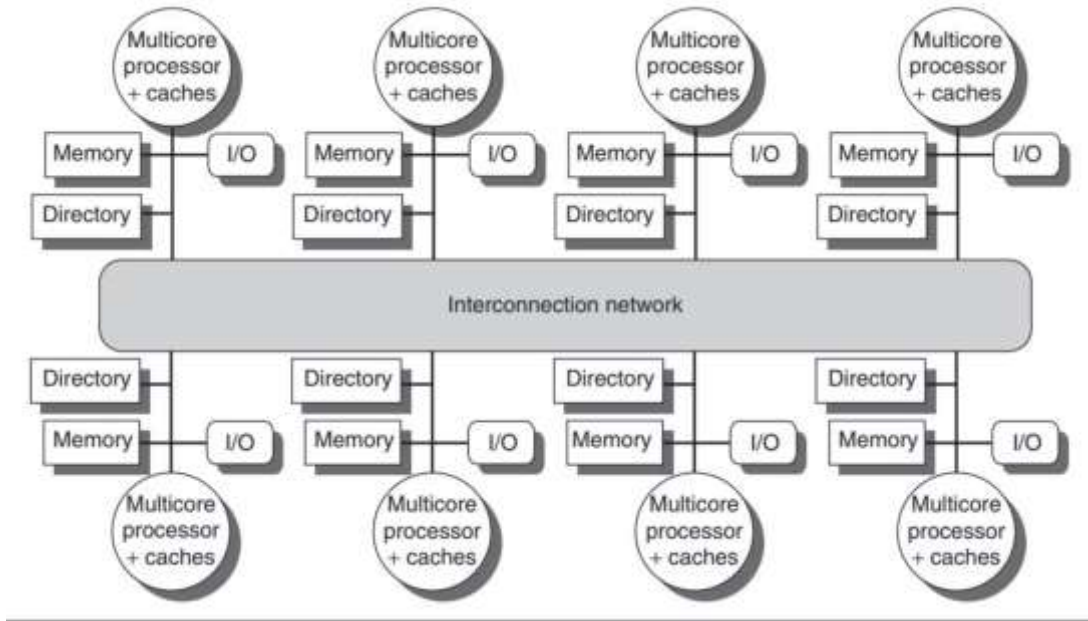 Multicore
processor
+ caches
Multicore
processor
+ caches
Multicore
processor
+ caches
Multicore
processor
+ caches
Memory
I/O
Memory
I/O
Memory
I/O
Memory
I/O
Directory
Directory
Directory
Directory
Interconnection network
Directory
Directory
Directory
Directory
Memory
I/O
Memory
I/O
Memory
I/O
Memory
I/O
Multicore
processor
+ caches
Multicore
processor
+ caches
Multicore
processor
+ caches
Multicore
processor
+ caches